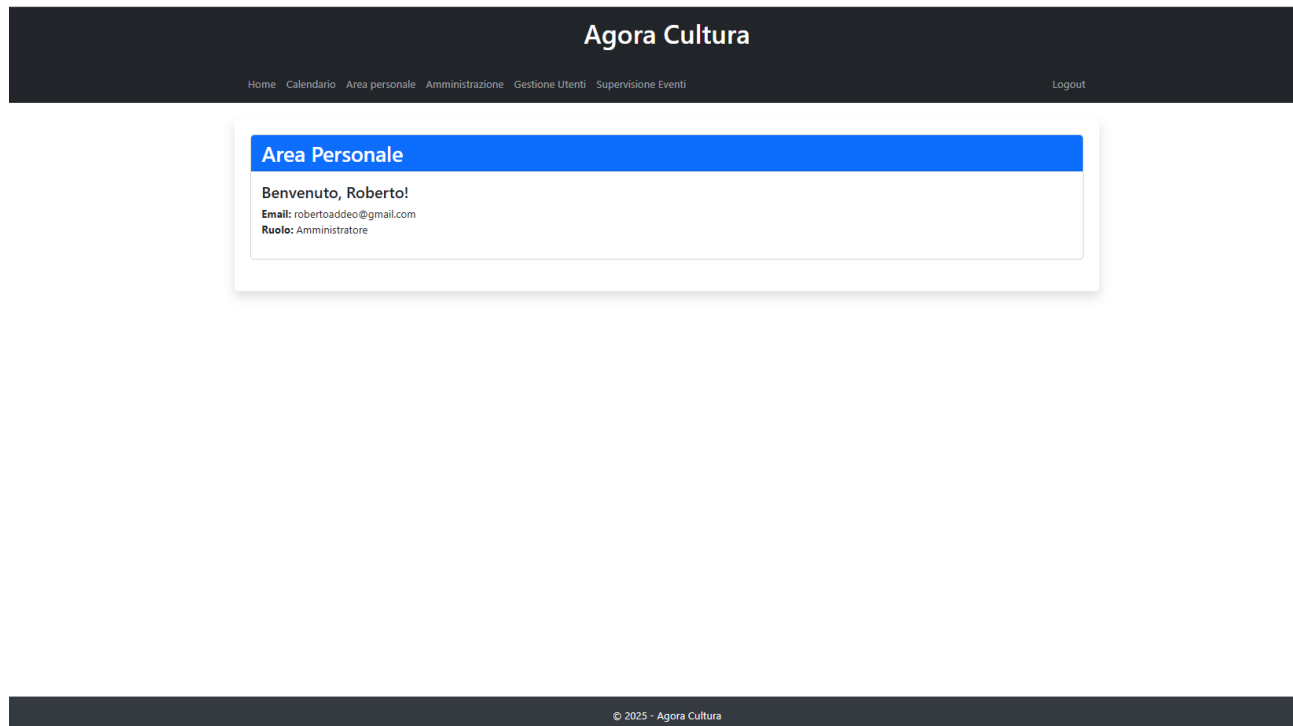 Agora Cultura
Home Calendario Area personale Amministrazione Gestione Utenti Supervisione Eventi Logout
Area Personale
Benvenuto, Roberto!
Email: robertoaddeo@gmail.com
Ruolo: Amministratore
© 2025 - Agora Cultura